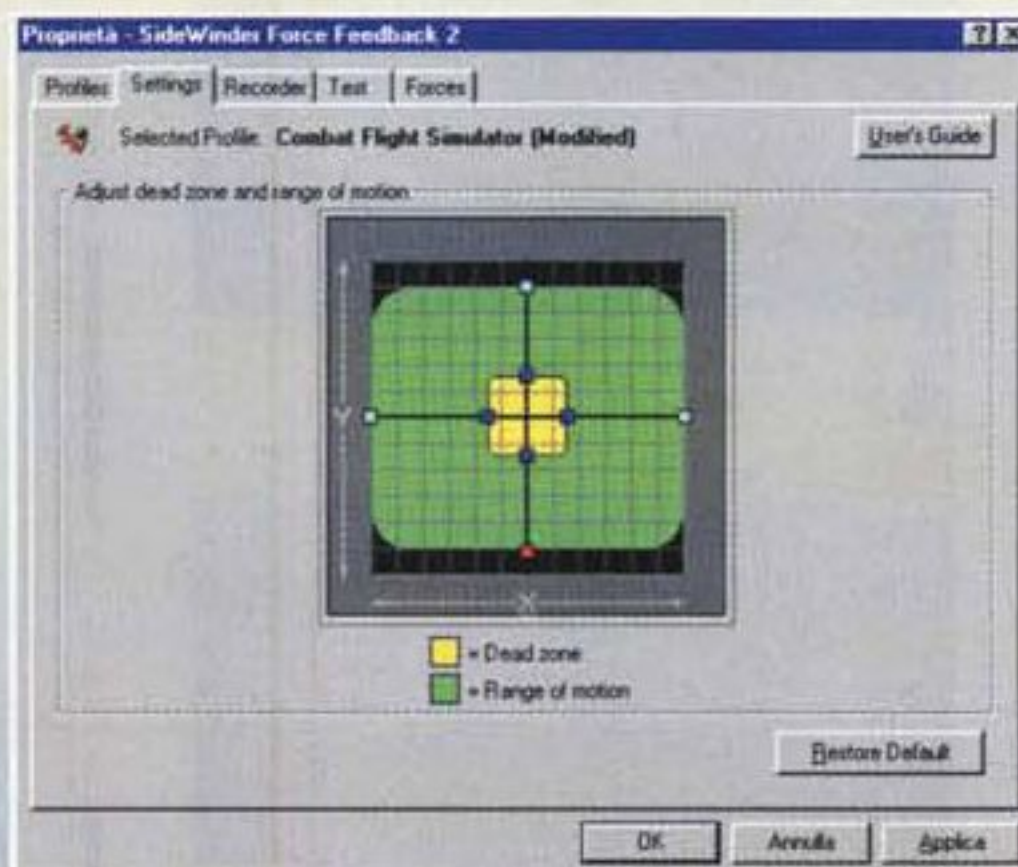 Proprietà - SideWinder Force Feedback 2
Profiles Settings Recorder Test Forces
Selected Profile: Combat Flight Simulator (Modified)
User's Guide
Adjust dead zone and range of motion
Y
X
= Dead zone
= Range of motion
Restore Default
OK Annulla Applica